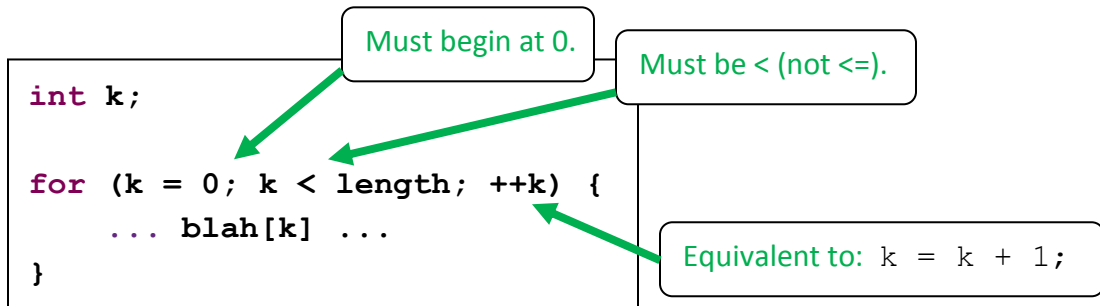 Must begin at 0.
Must be < (not <=).
int k;
for (k = 0; k < length; ++k) {
... blah[k] ...
}
Equivalent to: k = k + 1;